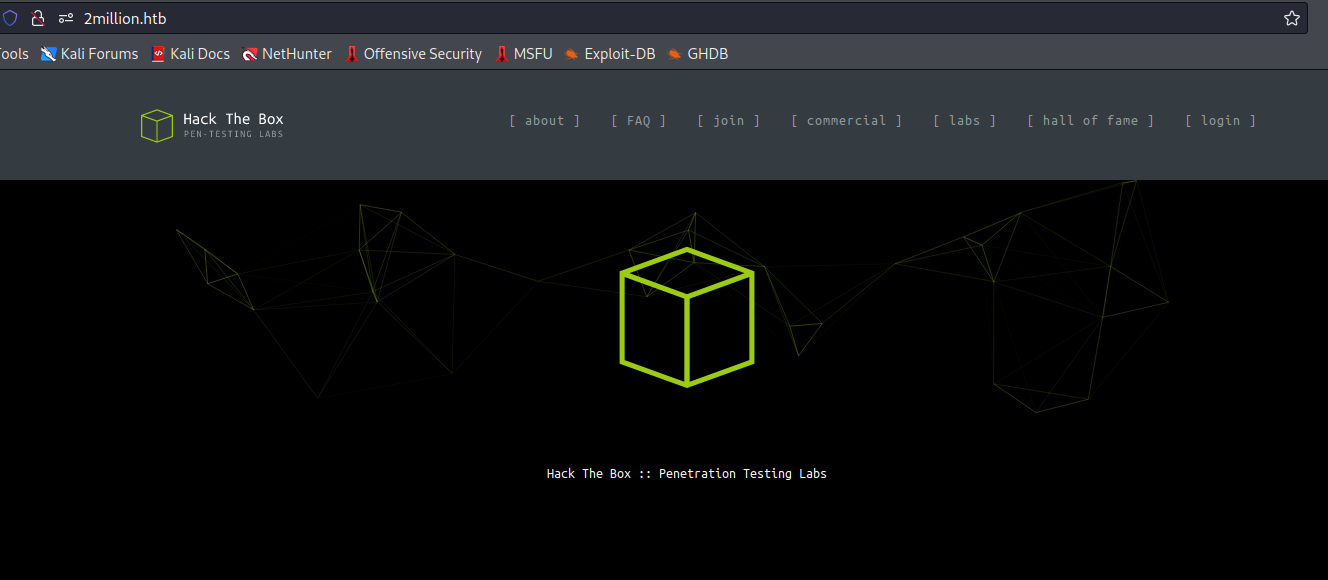 2million.htb
ools Kali Forums Kali Docs NetHunter Offensive Security MSFU Exploit-DB GHDB
Hack The Box
PEN-TESTING LABS
[ about ] [ FAQ ] [ join ] [ commercial ] [ labs ] [ hall of fame ] [ login ]
Hack The Box :: Penetration Testing Labs